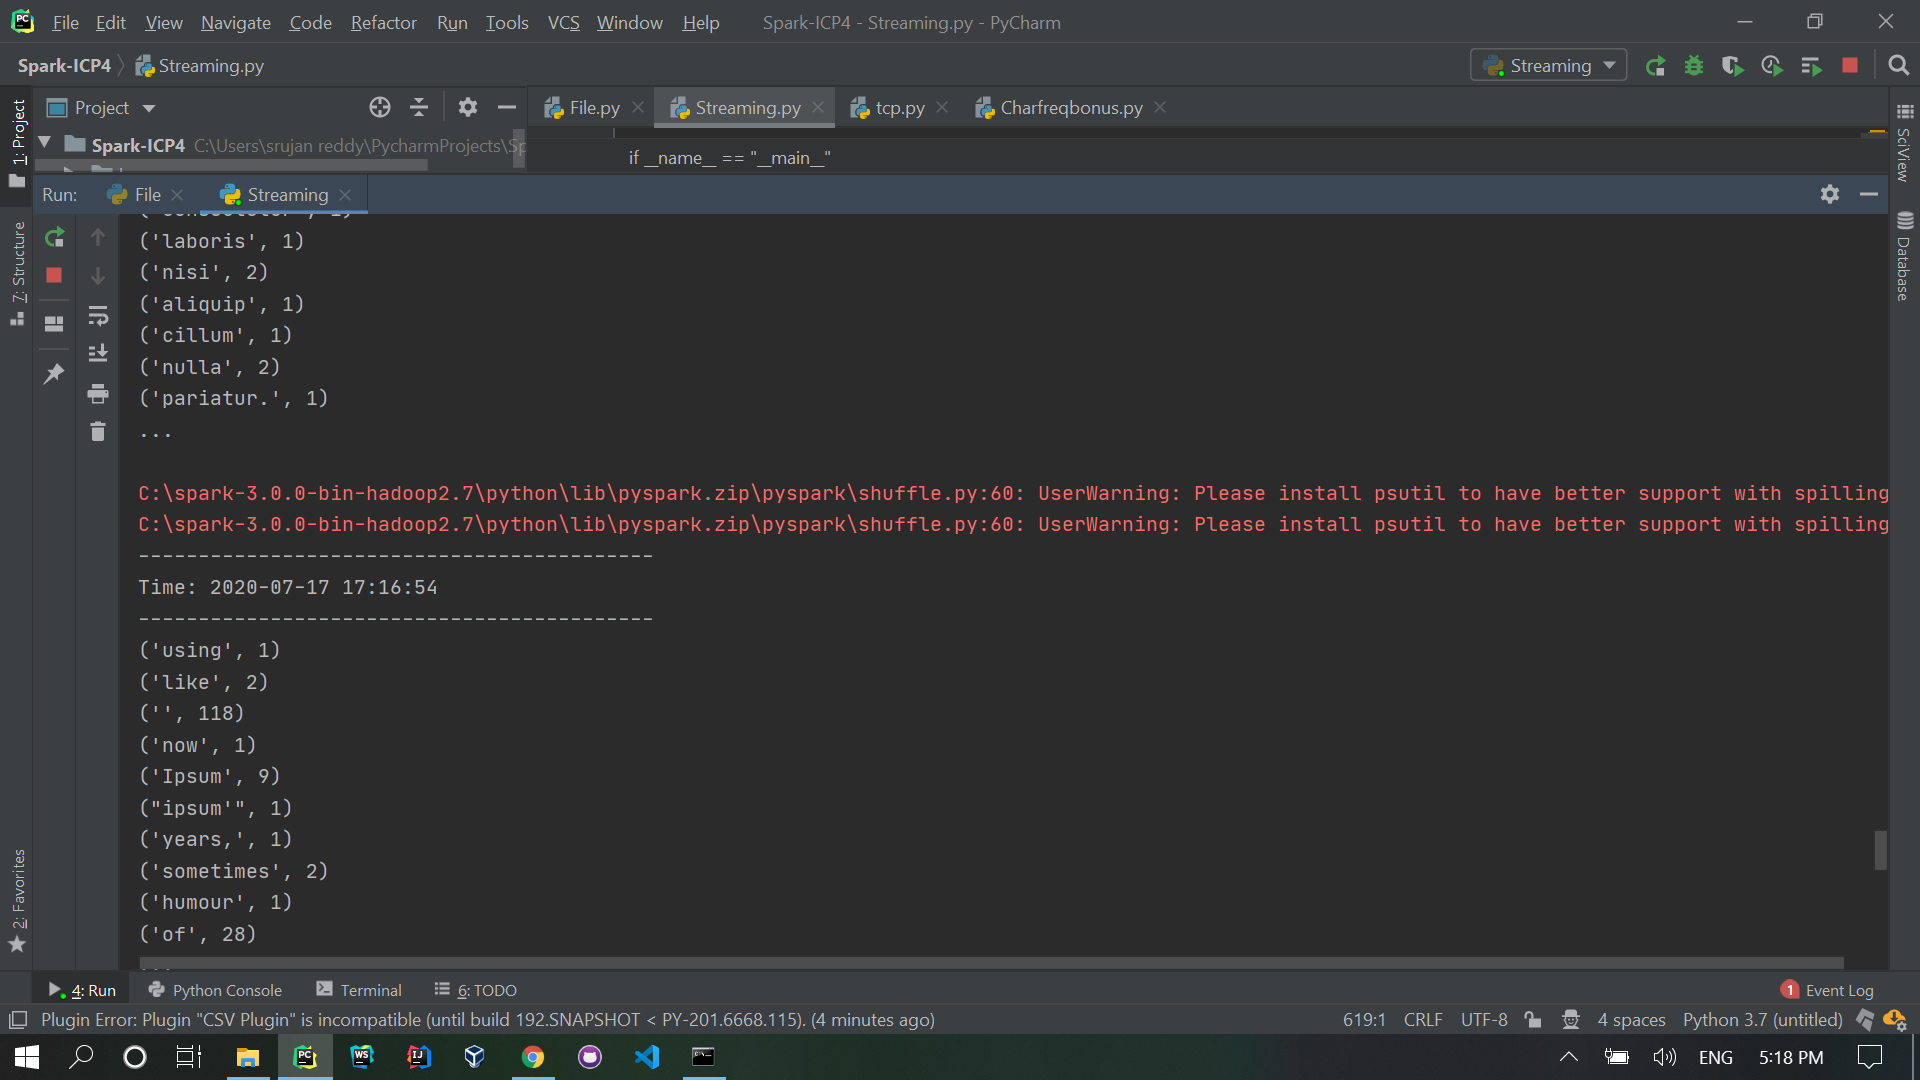 File Edit View Navigate Code Refactor Run Tools VCS Window Help Spark-ICP4 - Streaming.py - PyCharm
Spark-ICP4 Streaming.py Streaming
Project File.py Streaming.py tcp.py Charfreqbonus.py
Spark-ICP4 C:\Users\srujan reddy\PycharmProjects\Sp
if __name__ == "__main__"
Run: File Streaming
('laboris', 1)
('nisi', 2)
('aliquip', 1)
('cillum', 1)
('nulla', 2)
('pariatur.', 1)
...
C:\spark-3.0.0-bin-hadoop2.7\python\lib\pyspark.zip\pyspark\shuffle.py:60: UserWarning: Please install psutil to have better support with spilling
C:\spark-3.0.0-bin-hadoop2.7\python\lib\pyspark.zip\pyspark\shuffle.py:60: UserWarning: Please install psutil to have better support with spilling
-------------------------------------------
Time: 2020-07-17 17:16:54
-------------------------------------------
('using', 1)
('like', 2)
('', 118)
('now', 1)
('Ipsum', 9)
("ipsum'", 1)
('years,', 1)
('sometimes', 2)
('humour', 1)
('of', 28)
1: Project
7: Structure
2: Favorites
SciView
Database
4: Run Python Console Terminal 6: TODO 1 Event Log
Plugin Error: Plugin "CSV Plugin" is incompatible (until build 192.SNAPSHOT < PY-201.6668.115). (4 minutes ago) 619:1 CRLF UTF-8 4 spaces Python 3.7 (untitled)
ENG 5:18 PM